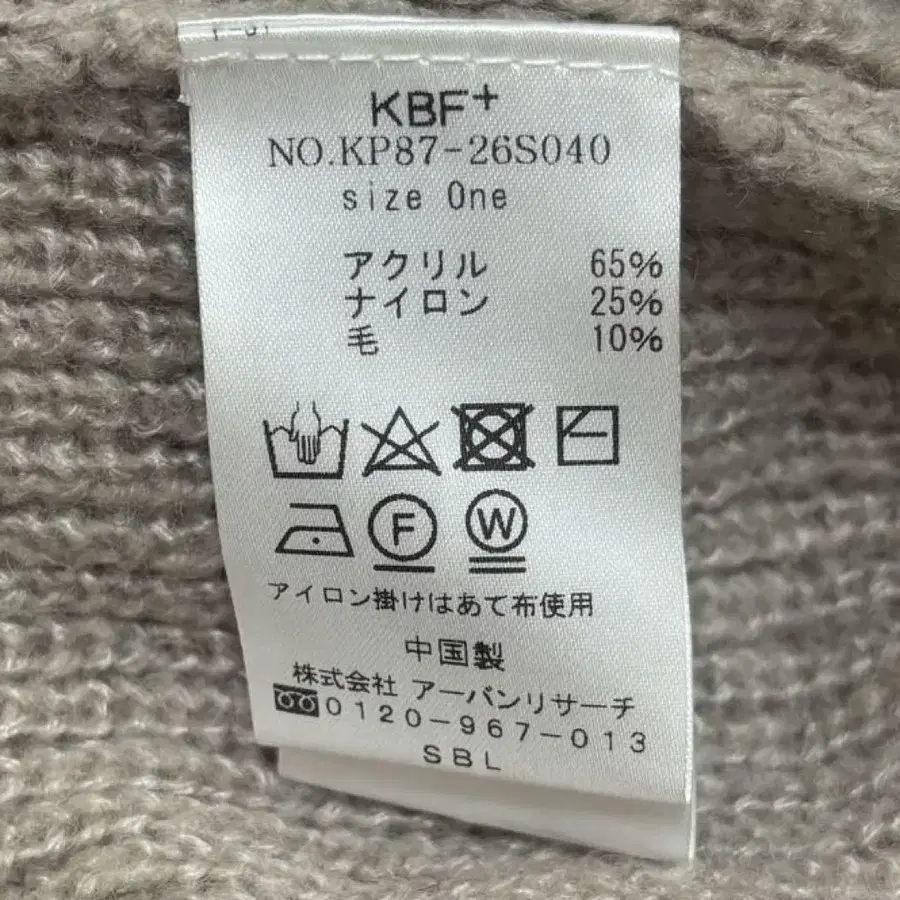 KBF+
NO.KP87-26S040
size One
アクリル 65%
ナイロン 25%
毛 10%
F W
アイロン掛けはあて布使用
中国製
株式会社 アーバンリサーチ
0120-967-013
SBL